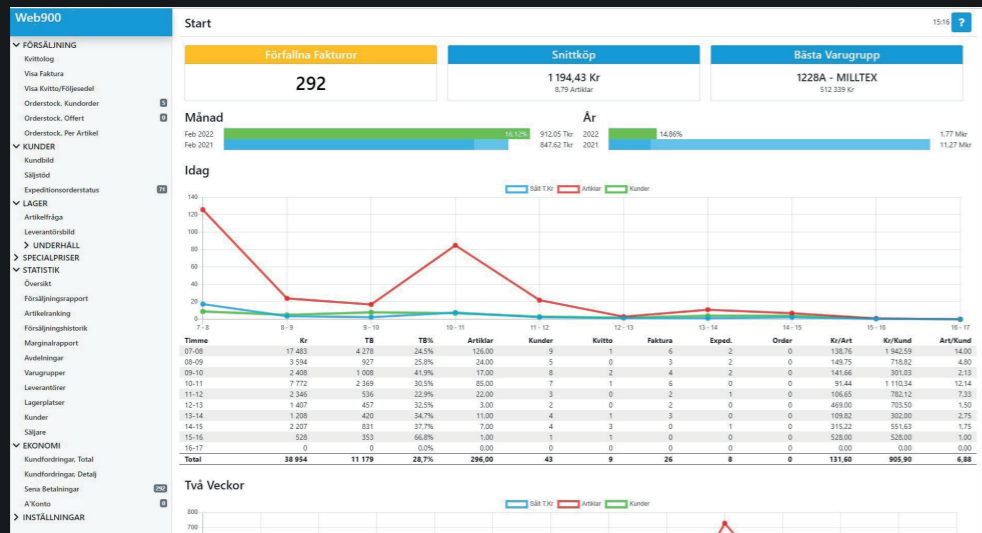 Web900
Start
15:16 ?
FÖRSÄLJNING
Kvittolog
Visa Faktura
Visa Kvitto/Följesedel
Orderstock, Kundorder 5
Orderstock, Offert 0
Orderstock, Per Artikel
KUNDER
Kundbild
Säljstöd
Expeditionsorderstatus 71
LAGER
Artikelfråga
Leverantörsbild
UNDERHÅLL
SPECIALPRISER
STATISTIK
Översikt
Försäljningsrapport
Artikelranking
Försäljningshistorik
Marginalrapport
Avdelningar
Varugrupper
Leverantörer
Lagerplatser
Kunder
Säljare
EKONOMI
Kundfordringar, Total
Kundfordringar, Detalj
Sena Betalningar 292
A'Konto 0
INSTÄLLNINGAR
Förfallna Fakturor
292
Snittköp
1 194,43 Kr
8,79 Artiklar
Bästa Varugrupp
1228A - MILLTEX
512 339 Kr
Månad
Feb 2022 18,12% 912,05 Tkr
Feb 2021 847,62 Tkr
År
2022 14.86% 1,77 Mkr
2021 11,27 Mkr
Idag
Sålt T.Kr Artiklar Kunder
140
120
100
80
60
40
20
0
7 - 8 8 - 9 9 - 10 10 - 11 11 - 12 12 - 13 13 - 14 14 - 15 15 - 16 16 - 17
Timme Kr TB TB% Artiklar Kunder Kvitto Faktura Exped. Order Kr/Art Kr/Kund Art/Kund
07-08 17 483 4 278 24,5% 126,00 9 1 6 2 0 138,76 1 942,59 14,00
08-09 3 594 927 25,8% 24,00 5 0 3 2 0 149,75 718,82 4,80
09-10 2 408 1 008 41,9% 17,00 8 2 4 2 0 141,66 301,03 2,13
10-11 7 772 2 369 30,5% 85,00 7 1 6 0 0 91,44 1 110,34 12,14
11-12 2 346 536 22,9% 22,00 3 0 2 1 0 106,65 782,12 7,33
12-13 1 407 457 32,5% 3,00 2 0 2 0 0 469,00 703,50 1,50
13-14 1 208 420 34,7% 11,00 4 1 3 0 0 109,82 302,00 2,75
14-15 2 207 831 37,7% 7,00 4 3 0 1 0 315,22 551,63 1,75
15-16 528 353 66,8% 1,00 1 1 0 0 0 528,00 528,00 1,00
16-17 0 0 0,0% 0,00 0 0 0 0 0 0,00 0,00 0,00
Total 38 954 11 179 28,7% 296,00 43 9 26 8 0 131,60 905,90 6,88
Två Veckor
Sålt T.Kr Artiklar Kunder
800
700